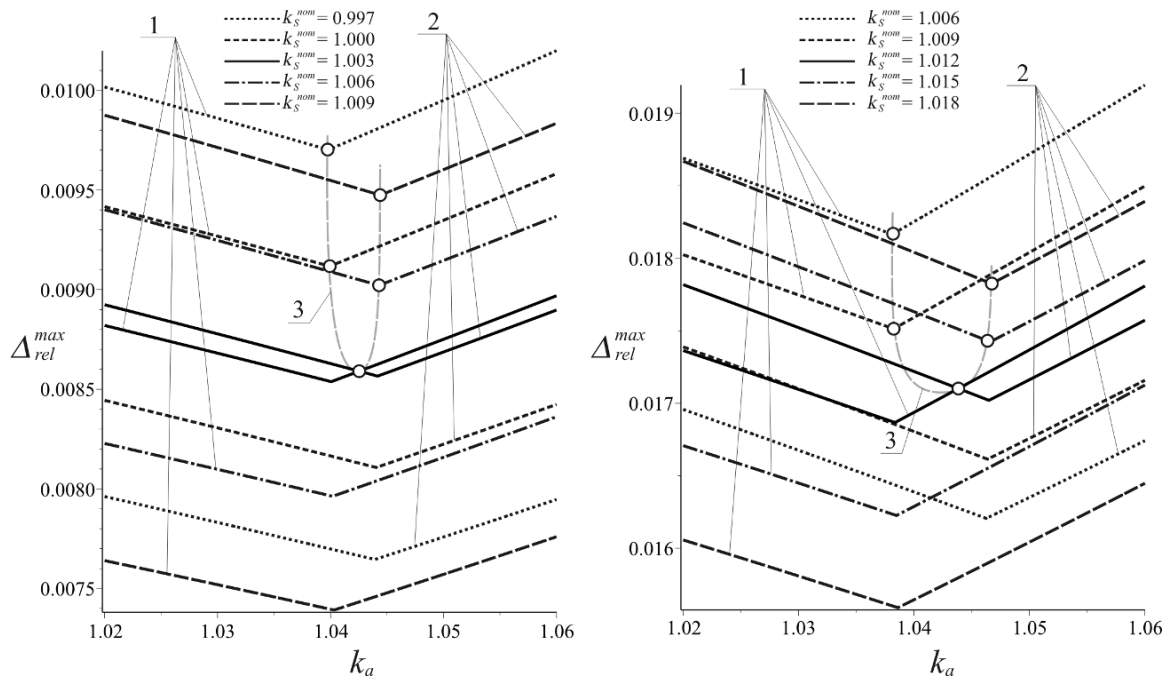 1
2
k_S^nom = 0.997
k_S^nom = 1.000
k_S^nom = 1.003
k_S^nom = 1.006
k_S^nom = 1.009
0.0100
0.0095
0.0090
0.0085
0.0080
0.0075
Δ_rel^max
3
1.02 1.03 1.04 1.05 1.06
k_a
k_S^nom = 1.006
k_S^nom = 1.009
k_S^nom = 1.012
k_S^nom = 1.015
k_S^nom = 1.018
1
2
0.019
0.018
0.017
0.016
Δ_rel^max
3
1.02 1.03 1.04 1.05 1.06
k_a